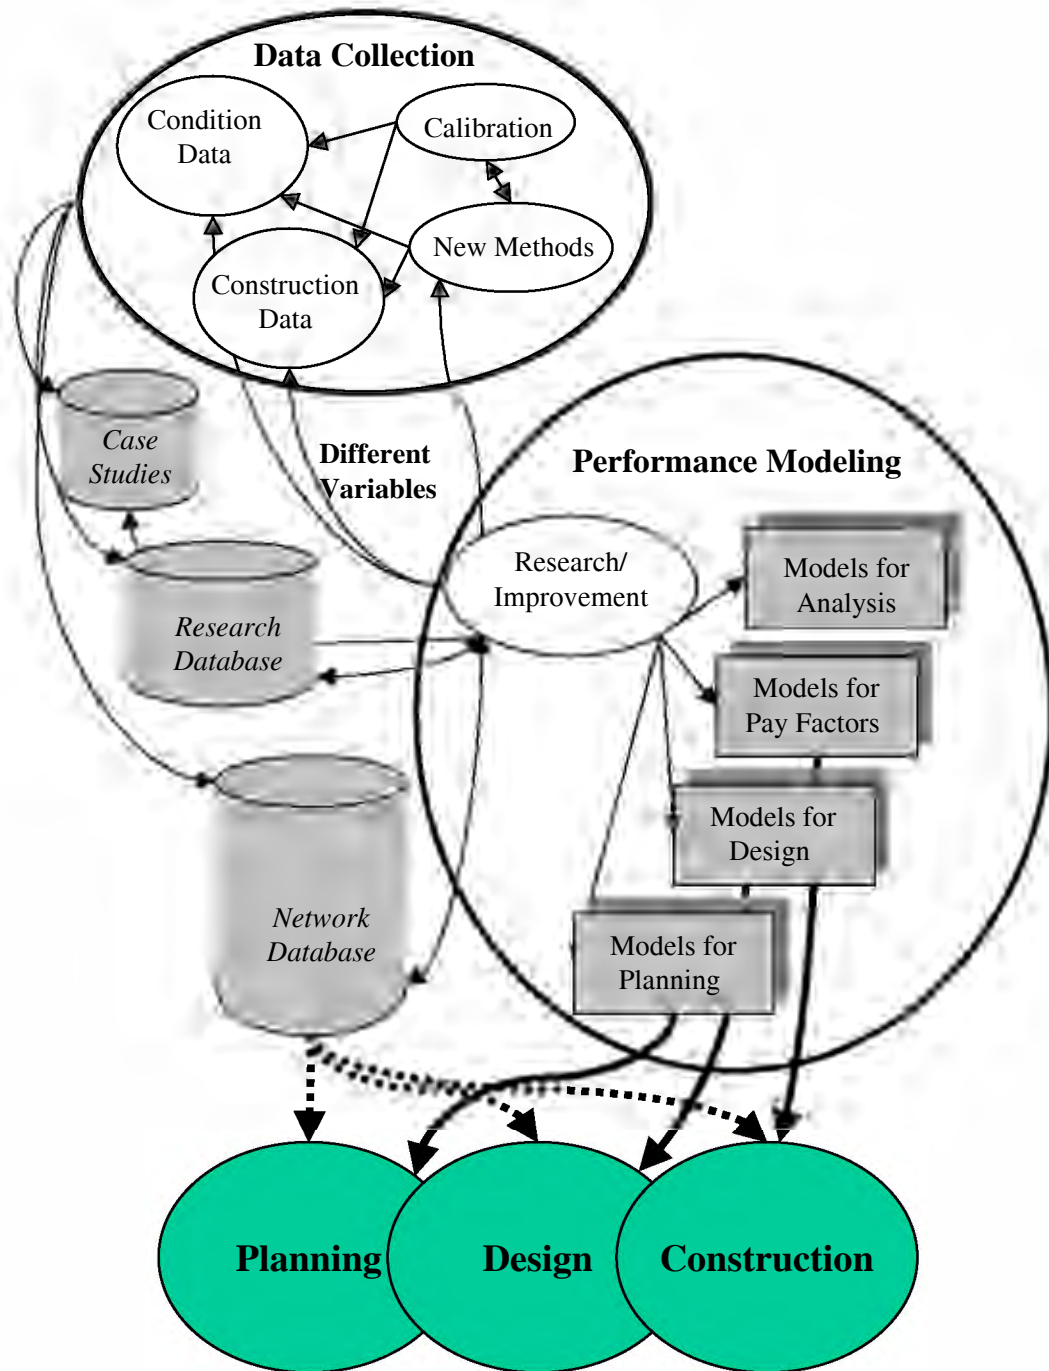 Data Collection
Condition
Data
Calibration
New Methods
Construction
Data
Case
Studies
Different
Variables
Performance Modeling
Research/
Improvement
Models for
Analysis
Research
Database
Models for
Pay Factors
Models for
Design
Network
Database
Models for
Planning
Planning
Design
Construction